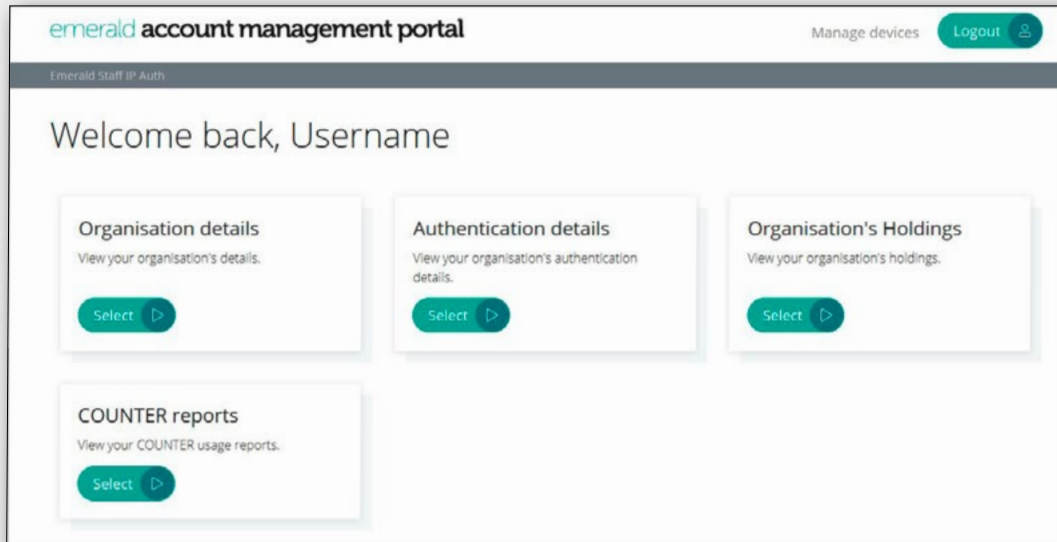 emerald account management portal
Manage devices
Logout
Emerald Staff IP Auth
Welcome back, Username
Organisation details
View your organisation's details.
Select
Authentication details
View your organisation's authentication
details.
Select
Organisation's Holdings
View your organisation's holdings.
Select
COUNTER reports
View your COUNTER usage reports.
Select